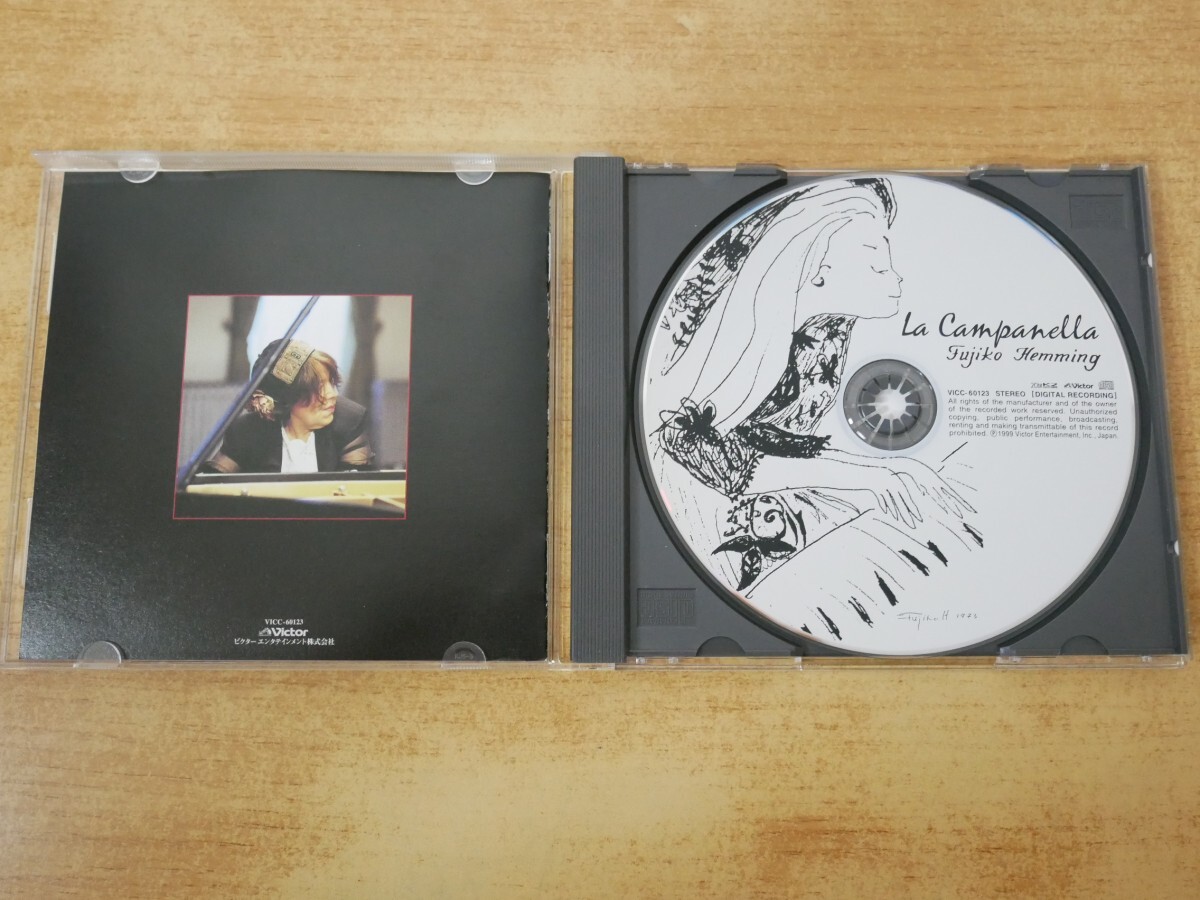 VICC-60123
Victor
ビクターエンタテインメント株式会社
La Campanella
Fujiko Hemming
Victor
VICC-60123 STEREO [DIGITAL RECORDING]
All rights of the manufacturer and of the owner
of the recorded work reserved. Unauthorized
copying, public performance, broadcasting,
renting and making transmittable of this record
prohibited. Ⓟ1999 Victor Entertainment, Inc., Japan.